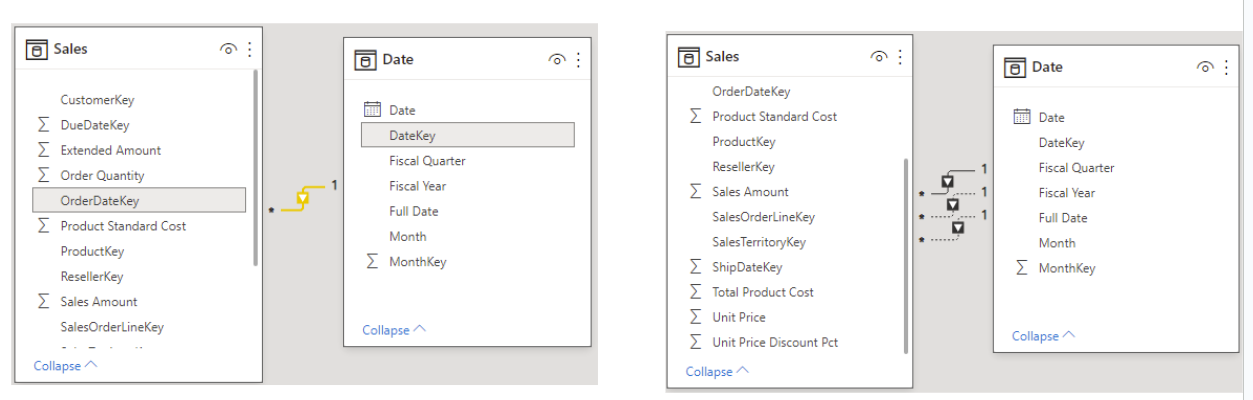 Sales
CustomerKey
∑ DueDateKey
∑ Extended Amount
∑ Order Quantity
OrderDateKey
∑ Product Standard Cost
ProductKey
ResellerKey
∑ Sales Amount
SalesOrderLineKey
Collapse
* 1
Date
Date
DateKey
Fiscal Quarter
Fiscal Year
Full Date
Month
∑ MonthKey
Collapse
Sales
OrderDateKey
∑ Product Standard Cost
ProductKey
ResellerKey
∑ Sales Amount
SalesOrderLineKey
SalesTerritoryKey
∑ ShipDateKey
∑ Total Product Cost
∑ Unit Price
∑ Unit Price Discount Pct
Collapse
* 1
* 1
* 1
Date
Date
DateKey
Fiscal Quarter
Fiscal Year
Full Date
Month
∑ MonthKey
Collapse